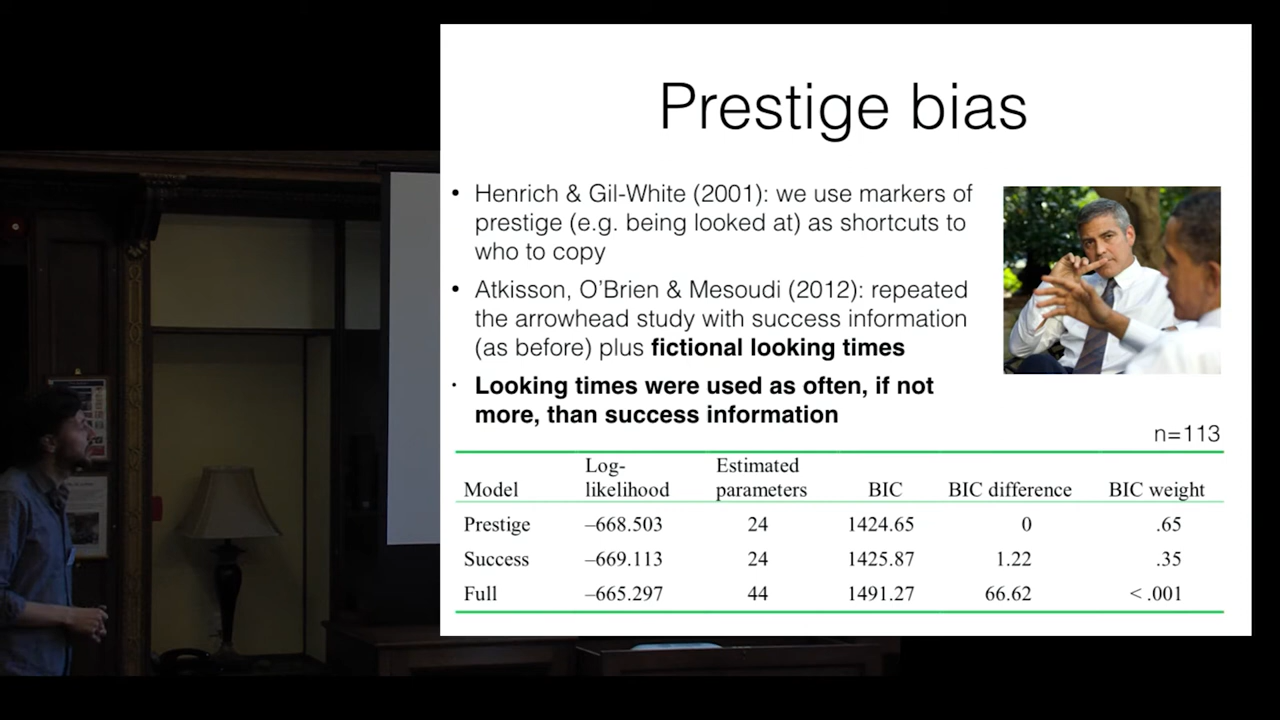 Prestige bias
• Henrich & Gil-White (2001): we use markers of
prestige (e.g. being looked at) as shortcuts to
who to copy
• Atkisson, O'Brien & Mesoudi (2012): repeated
the arrowhead study with success information
(as before) plus fictional looking times
• Looking times were used as often, if not
more, than success information
n=113
Model Log-likelihood Estimated parameters BIC BIC difference BIC weight
Prestige –668.503 24 1424.65 0 .65
Success –669.113 24 1425.87 1.22 .35
Full –665.297 44 1491.27 66.62 < .001